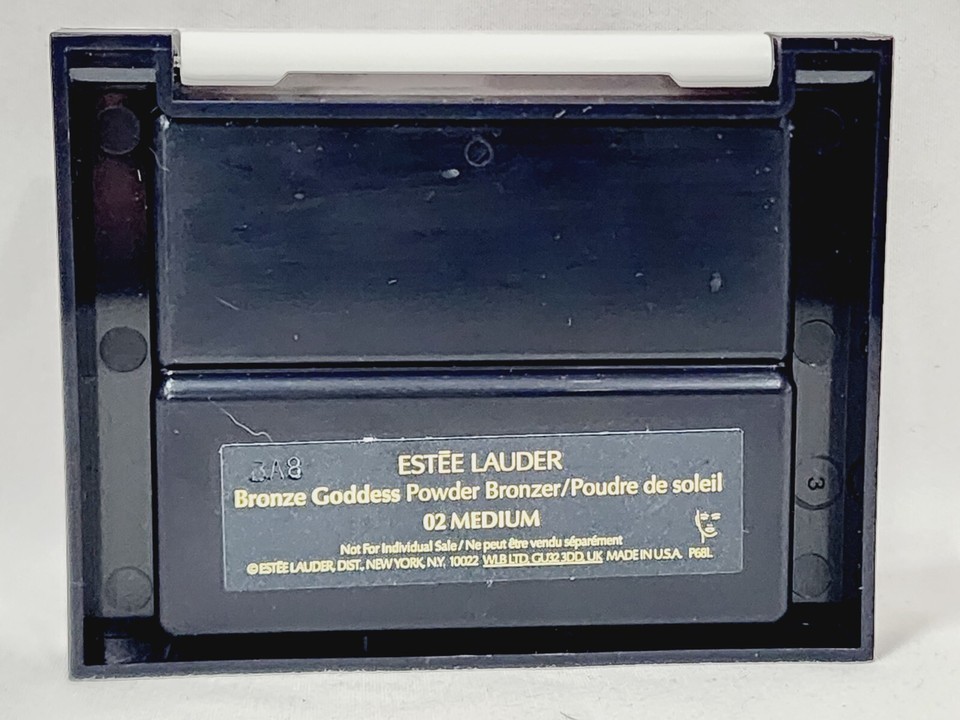 3A8
ESTĒE LAUDER
Bronze Goddess Powder Bronzer/Poudre de soleil
02 MEDIUM
Not For Individual Sale / Ne peut être vendu séparément
© ESTĒE LAUDER, DIST., NEW YORK, N.Y. 10022 WLB LTD, GU32 3DD, UK MADE IN U.S.A. P68L
3